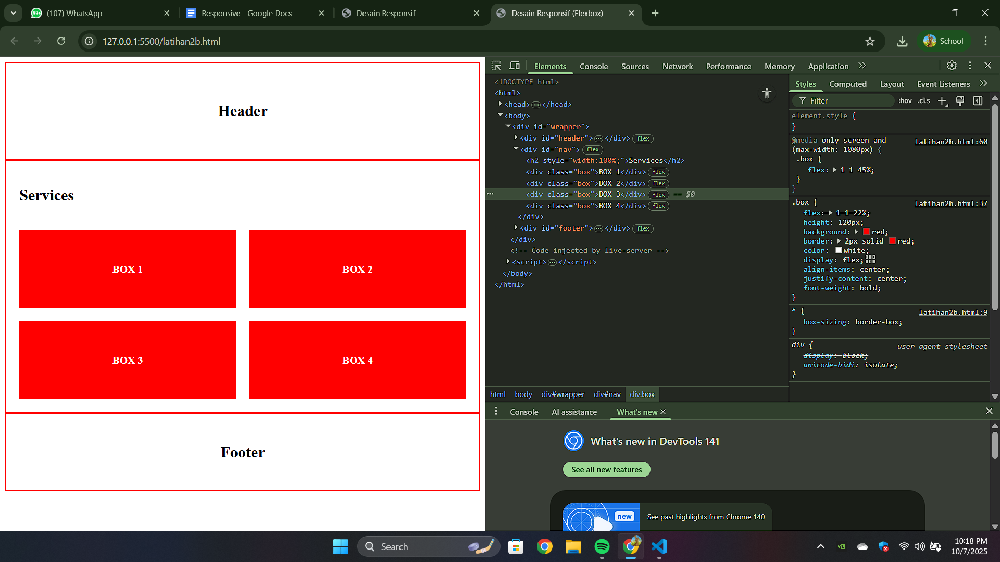 99+ (107) WhatsApp
Responsive - Google Docs
Desain Responsif
Desain Responsif (Flexbox)
127.0.0.1:5500/latihan2b.html
School
Header
Services
BOX 1
BOX 2
BOX 3
BOX 4
Footer
Elements Console Sources Network Performance Memory Application
<!DOCTYPE html>
<html>
<head> ⋯ </head>
<body>
<div id="wrapper">
<div id="header"> ⋯ </div> flex
<div id="nav"> flex
<h2 style="width:100%;">Services</h2>
<div class="box">BOX 1</div> flex
<div class="box">BOX 2</div> flex
<div class="box">BOX 3</div> flex == $0
<div class="box">BOX 4</div> flex
</div>
<div id="footer"> ⋯ </div> flex
</div>
<!-- Code injected by live-server -->
<script> ⋯ </script>
</body>
</html>
html body div#wrapper div#nav div.box
Styles Computed Layout Event Listeners
Filter :hov .cls
element.style {
}
@media only screen and latihan2b.html:60
(max-width: 1080px) {
.box {
flex: 1 1 45%;
}
}
.box { latihan2b.html:37
flex: 1 1 22%;
height: 120px;
background: red;
border: 2px solid red;
color: white;
display: flex;
align-items: center;
justify-content: center;
font-weight: bold;
}
* { latihan2b.html:9
box-sizing: border-box;
}
div { user agent stylesheet
display: block;
unicode-bidi: isolate;
}
Console AI assistance What's new
What's new in DevTools 141
See all new features
new
See past highlights from Chrome 140
Search
10:18 PM
10/7/2025